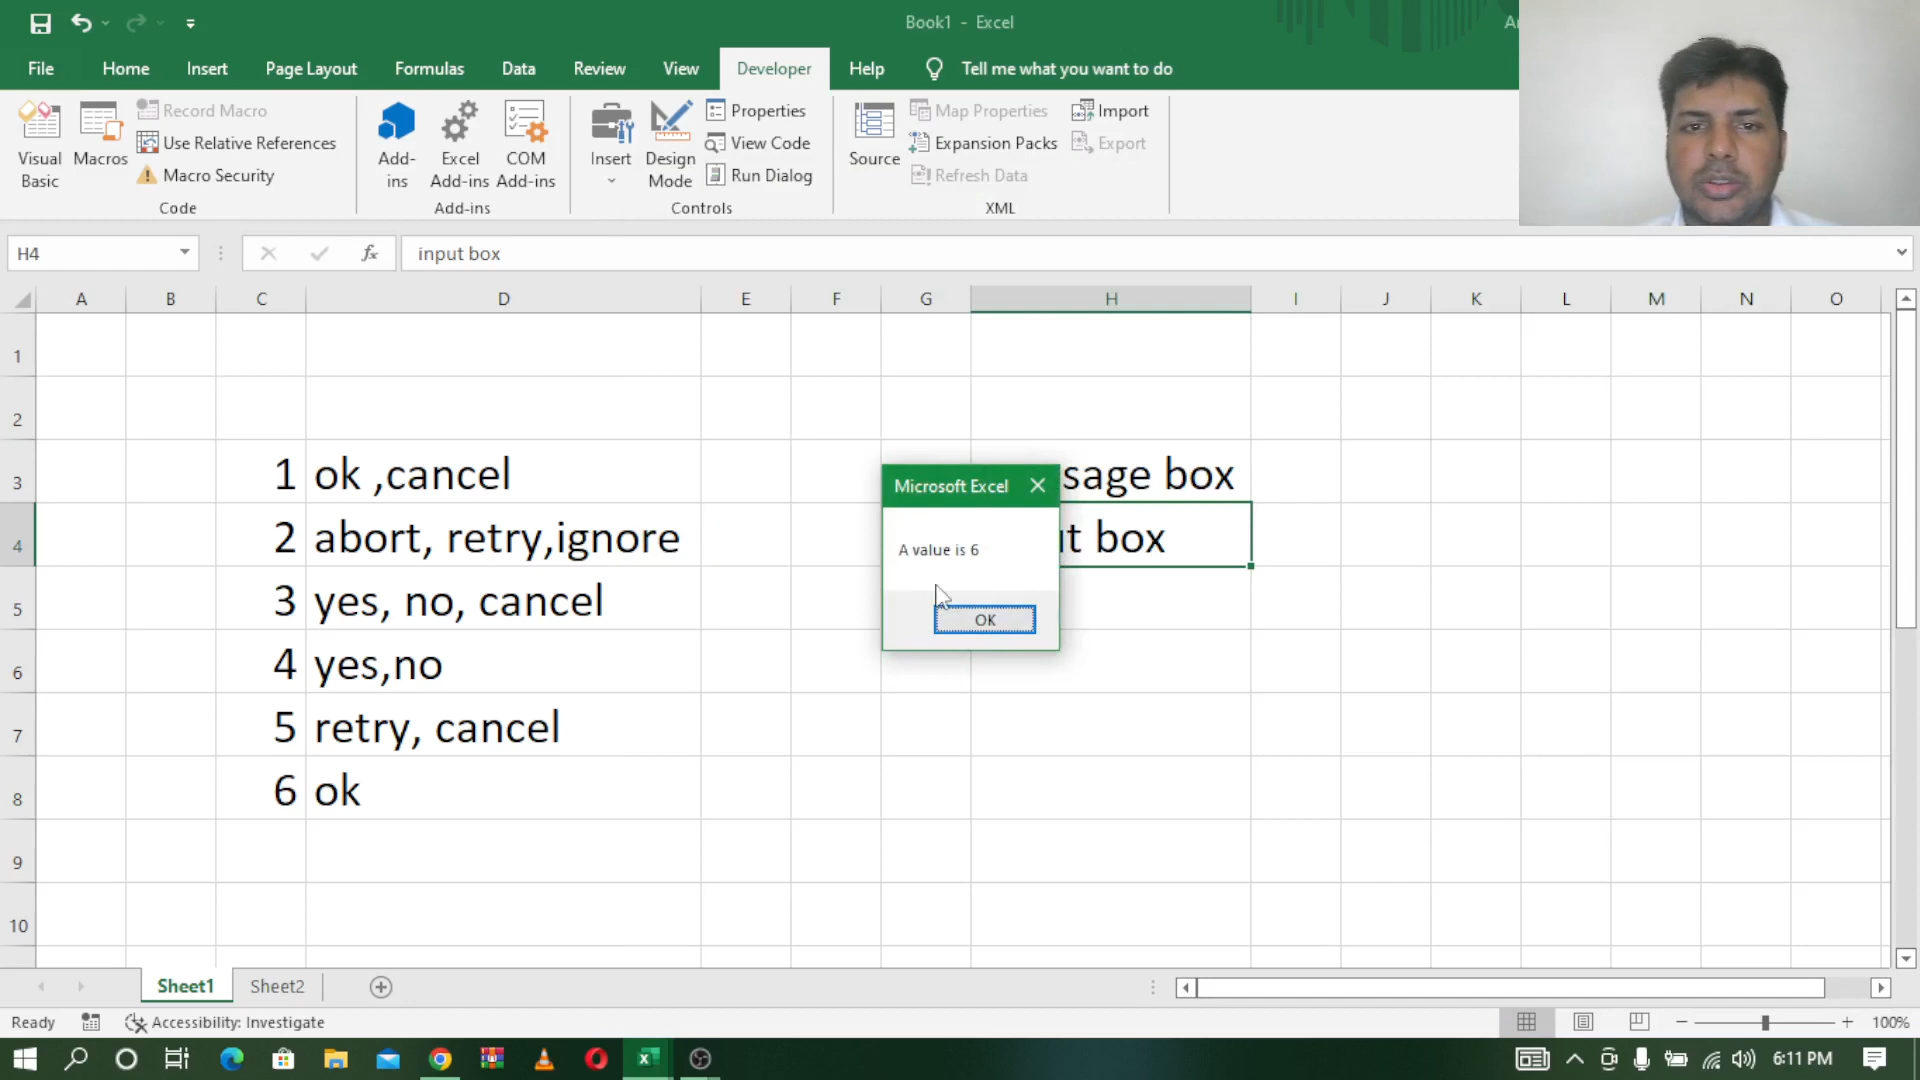 Book1 - Excel
File Home Insert Page Layout Formulas Data Review View Developer Help Tell me what you want to do
Visual Basic
Macros
Record Macro
Use Relative References
Macro Security
Code
Add-ins
Excel Add-ins
COM Add-ins
Add-ins
Insert
Design Mode
Properties
View Code
Run Dialog
Controls
Source
Map Properties
Expansion Packs
Refresh Data
Import
Export
XML
H4
fx
input box
A B C D E F G H I J K L M N O
1
2
3 1 ok ,cancel sage box
4 2 abort, retry,ignore box
5 3 yes, no, cancel
6 4 yes,no
7 5 retry, cancel
8 6 ok
9
10
Microsoft Excel
A value is 6
OK
Sheet1 Sheet2
Ready Accessibility: Investigate 100%
6:11 PM